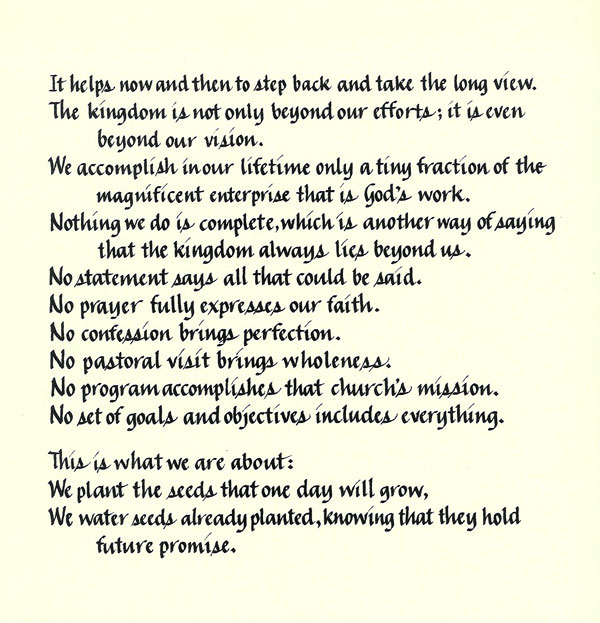 It helps now and then to step back and take the long view.
The kingdom is not only beyond our efforts; it is even
beyond our vision.
We accomplish in our lifetime only a tiny fraction of the
magnificent enterprise that is God's work.
Nothing we do is complete, which is another way of saying
that the kingdom always lies beyond us.
No statement says all that could be said.
No prayer fully expresses our faith.
No confession brings perfection.
No pastoral visit brings wholeness.
No program accomplishes that church's mission.
No set of goals and objectives includes everything.
This is what we are about:
We plant the seeds that one day will grow,
We water seeds already planted, knowing that they hold
future promise.